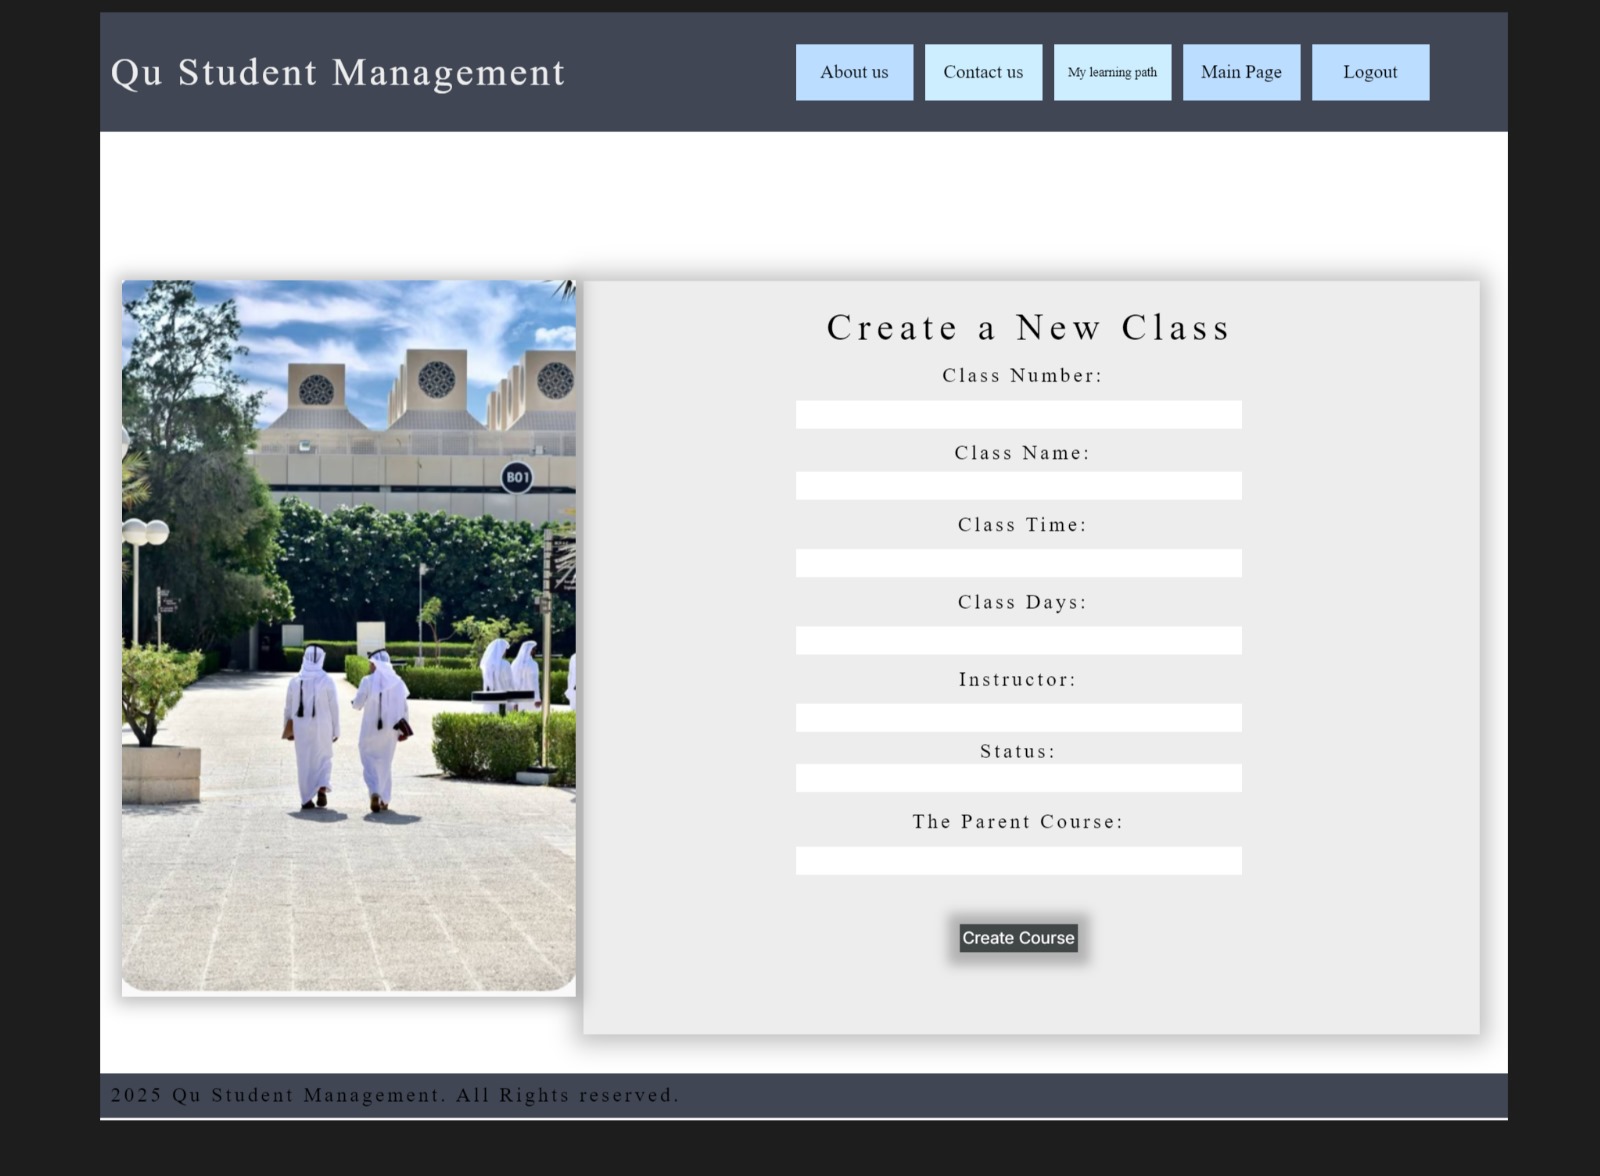 Qu Student Management
About us
Contact us
My learning path
Main Page
Logout
B01
Create a New Class
Class Number:
Class Name:
Class Time:
Class Days:
Instructor:
Status:
The Parent Course:
Create Course
2025 Qu Student Management. All Rights reserved.